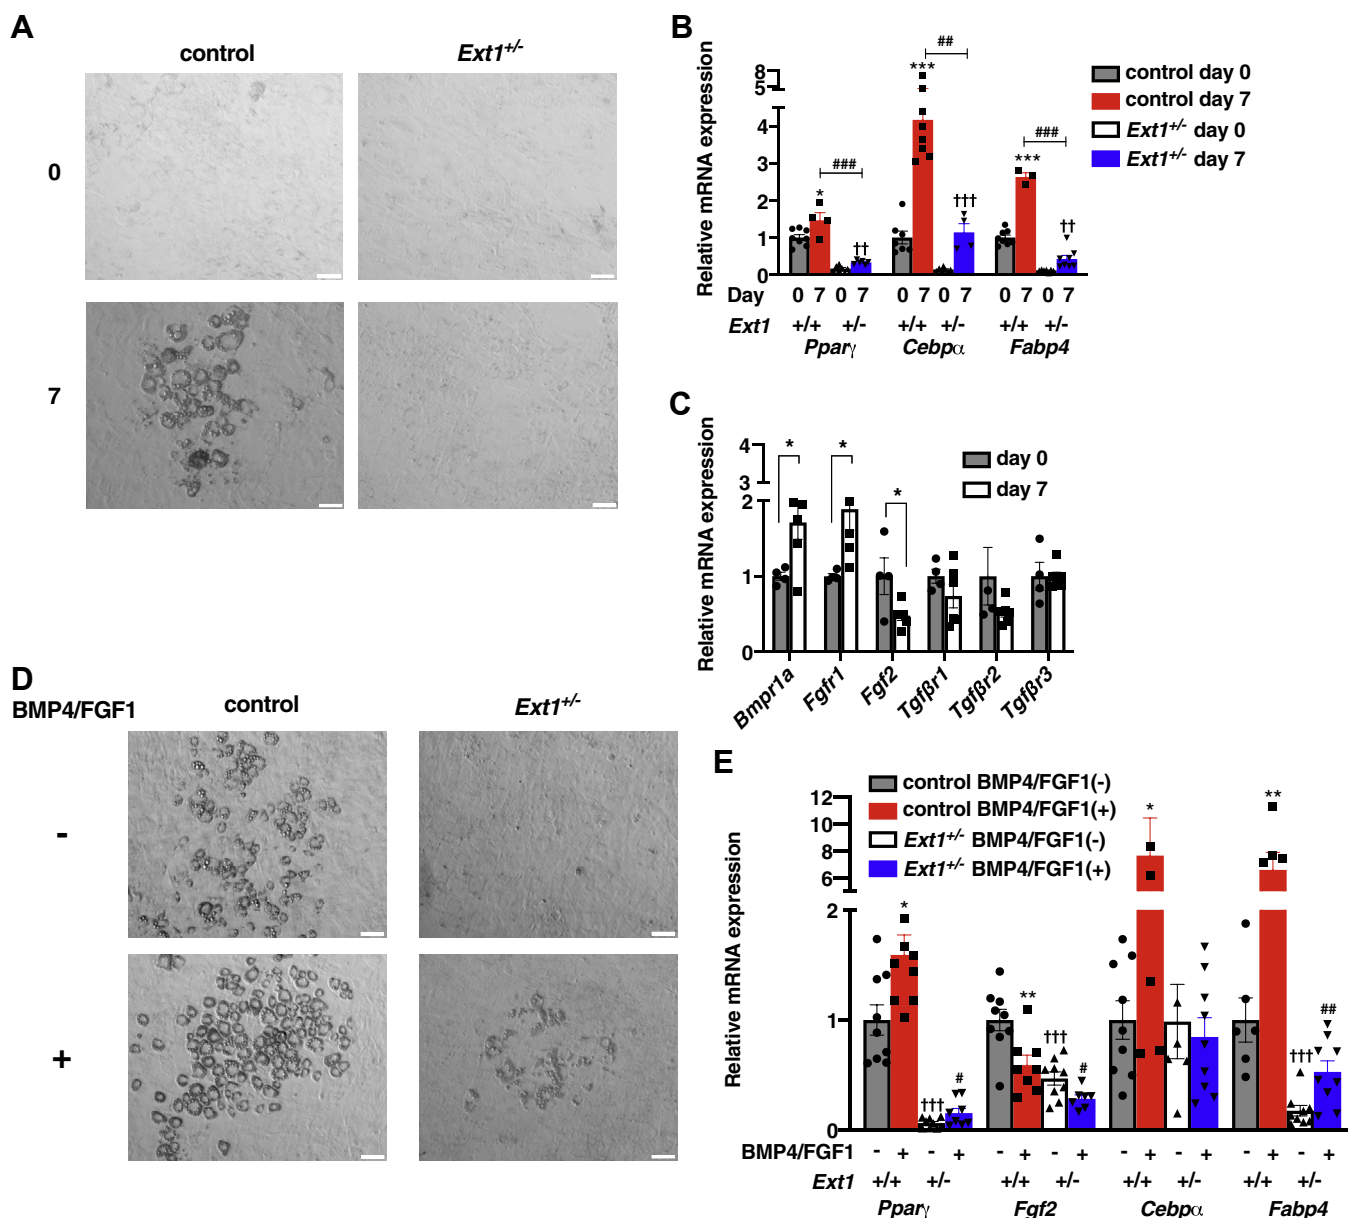 A
control
Ext1+/-
0
7
B
Relative mRNA expression
8
5
4
3
2
1
0
*
###
††
***
##
†††
***
###
††
control day 0
control day 7
Ext1+/- day 0
Ext1+/- day 7
Day 0 7 0 7 0 7 0 7 0 7 0 7
Ext1 +/+ +/- +/+ +/- +/+ +/-
Pparγ Cebpα Fabp4
C
Relative mRNA expression
4
3
2
1
0
* * *
day 0
day 7
Bmpr1a Fgfr1 Fgf2 Tgfβr1 Tgfβr2 Tgfβr3
D
BMP4/FGF1
control
Ext1+/-
-
+
E
control BMP4/FGF1(-)
control BMP4/FGF1(+)
Ext1+/- BMP4/FGF1(-)
Ext1+/- BMP4/FGF1(+)
Relative mRNA expression
12
10
8
6
2
1
0
* ††† #
** ††† #
*
** ††† ##
BMP4/FGF1 - + - + - + - + - + - + - + - +
Ext1 +/+ +/- +/+ +/- +/+ +/- +/+ +/-
Pparγ Fgf2 Cebpα Fabp4